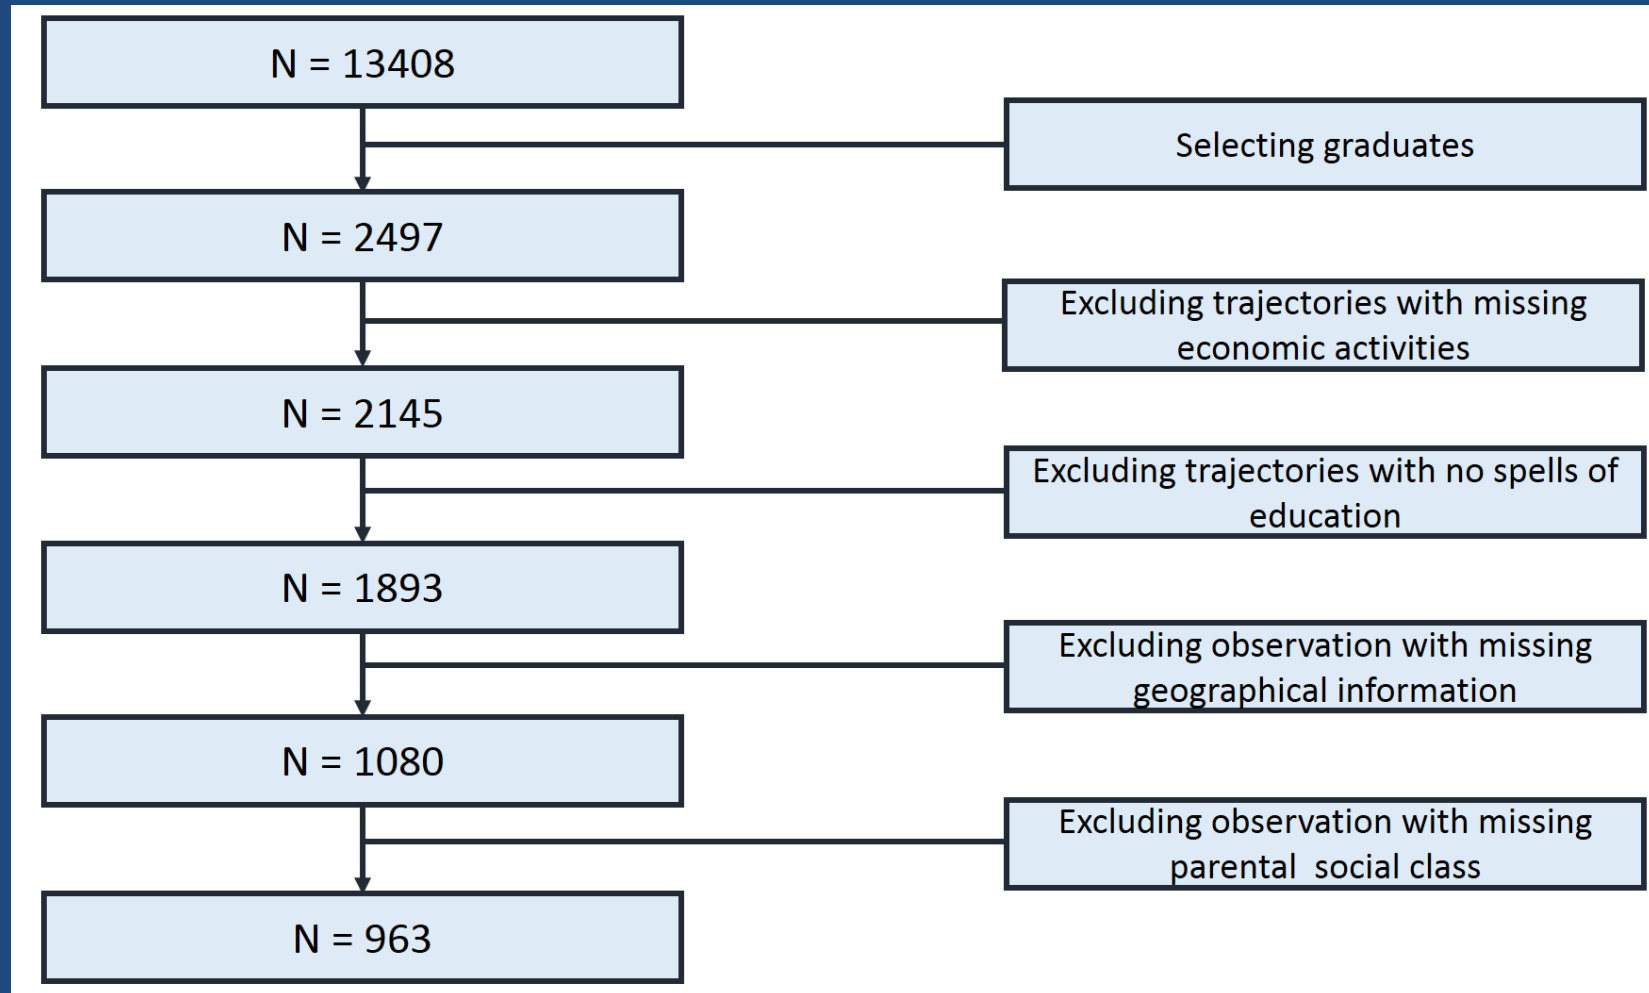 N = 13408
Selecting graduates
N = 2497
Excluding trajectories with missing
economic activities
N = 2145
Excluding trajectories with no spells of
education
N = 1893
Excluding observation with missing
geographical information
N = 1080
Excluding observation with missing
parental  social class
N = 963